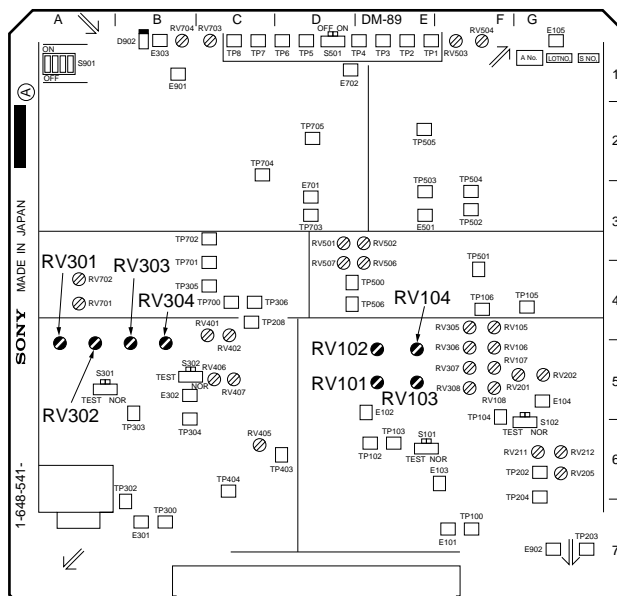 A B C D DM-89 E F G
ON
S901
OFF
D902
E303
RV704
RV703
E901
TP8 TP7 TP6 TP5 S501 TP4 TP3 TP2 TP1
OFF ON
E702
RV503
RV504
E105
A No.
LOTNO.
S NO.
1
A
TP705
TP505
2
TP704
E701
TP703
TP503
TP504
E501
TP502
3
TP702
TP701
TP305
TP700
TP306
TP208
RV501
RV502
RV507
RV506
TP500
TP506
TP501
TP106
TP105
4
SONY MADE IN JAPAN
RV301
RV702
RV701
RV303
RV304
RV302
RV401
RV402
RV104
RV102
RV101
RV103
RV305
RV105
RV306
RV106
RV307
RV107
RV308
RV201
RV202
RV108
E104
5
S301
TEST NOR
S302
TEST NOR
RV406
RV407
E302
TP303
TP304
E102
TP104
S102
TEST NOR
RV405
TP403
TP102
TP103
S101
TEST NOR
RV211
RV212
TP202
RV205
TP204
6
1-648-541-
TP302
TP404
E103
E301
TP300
E101
TP100
E902
TP203
7